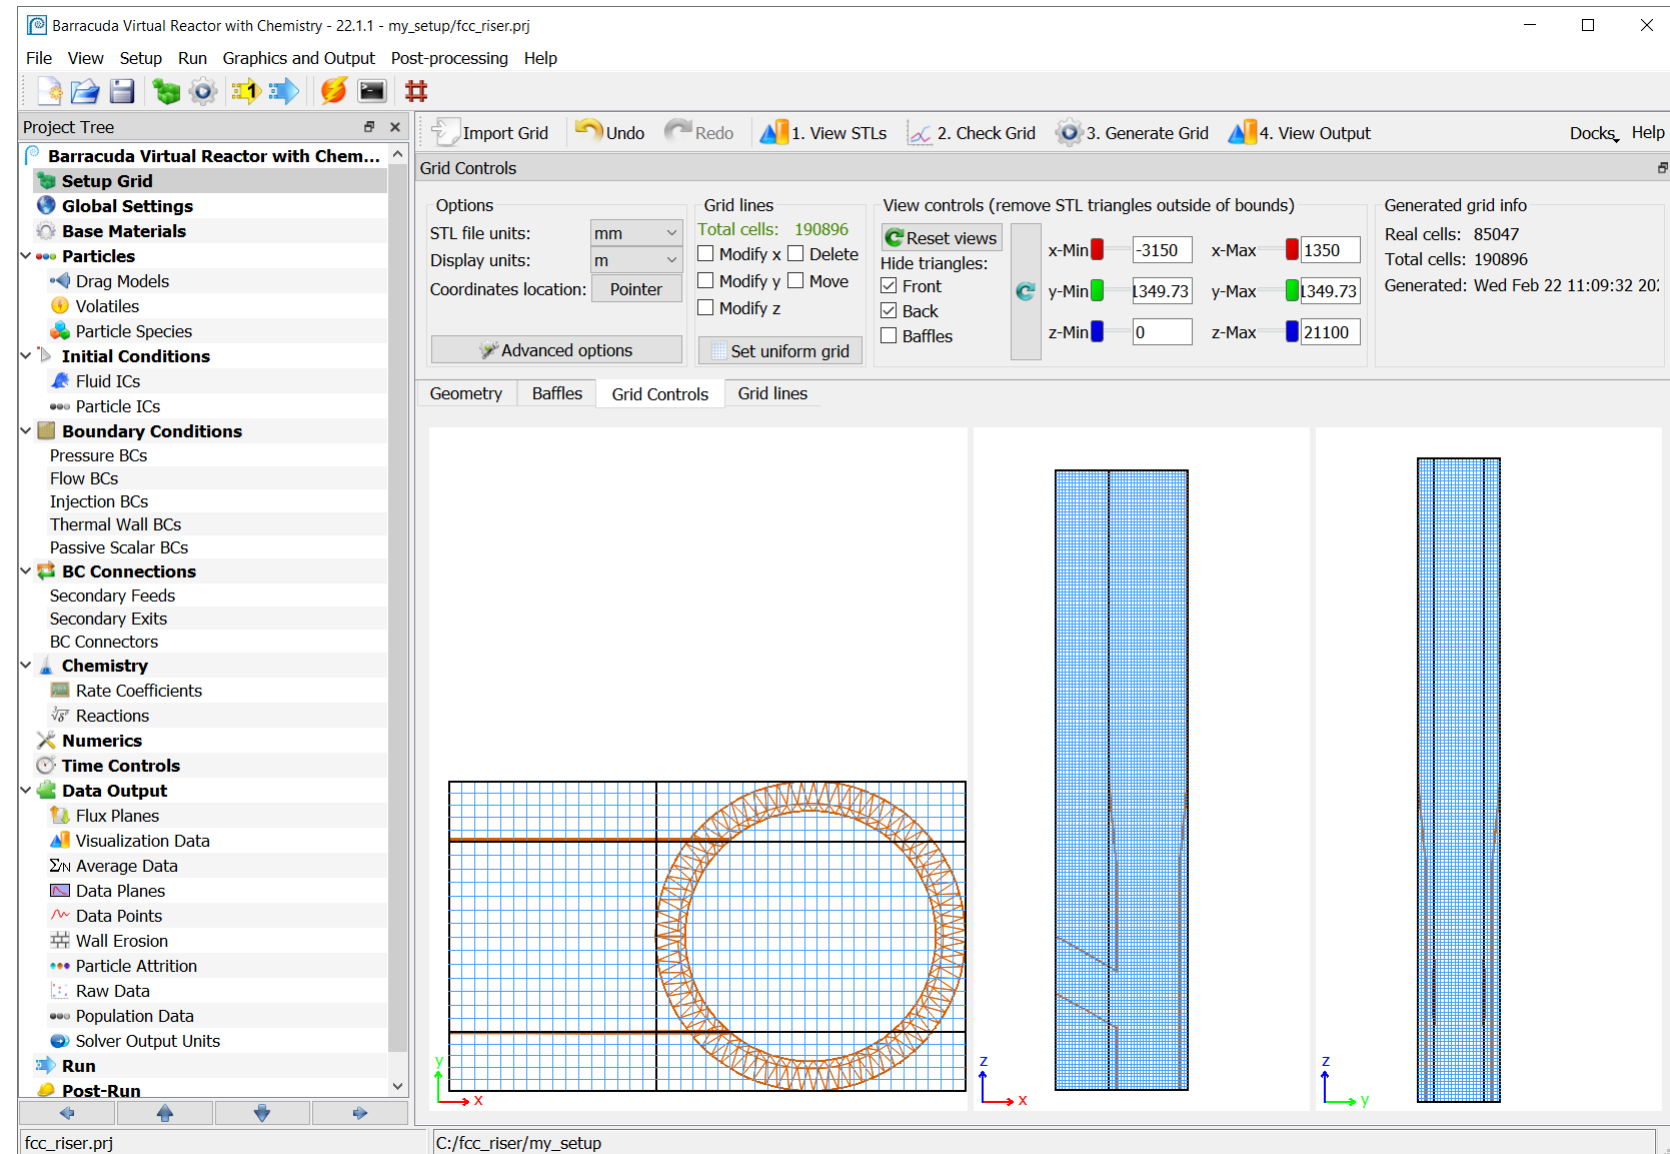 Barracuda Virtual Reactor with Chemistry - 22.1.1 - my_setup/fcc_riser.prj
File View Setup Run Graphics and Output Post-processing Help
Project Tree
Barracuda Virtual Reactor with Chem...
Setup Grid
Global Settings
Base Materials
Particles
Drag Models
Volatiles
Particle Species
Initial Conditions
Fluid ICs
Particle ICs
Boundary Conditions
Pressure BCs
Flow BCs
Injection BCs
Thermal Wall BCs
Passive Scalar BCs
BC Connections
Secondary Feeds
Secondary Exits
BC Connectors
Chemistry
Rate Coefficients
Reactions
Numerics
Time Controls
Data Output
Flux Planes
Visualization Data
Average Data
Data Planes
Data Points
Wall Erosion
Particle Attrition
Raw Data
Population Data
Solver Output Units
Run
Post-Run
Import Grid Undo Redo 1. View STLs 2. Check Grid 3. Generate Grid 4. View Output Docks Help
Grid Controls
Options
STL file units: mm
Display units: m
Coordinates location: Pointer
Advanced options
Grid lines
Total cells: 190896
Modify x Delete
Modify y Move
Modify z
Set uniform grid
View controls (remove STL triangles outside of bounds)
Reset views
Hide triangles:
Front
Back
Baffles
x-Min -3150 x-Max 1350
y-Min 1349.73 y-Max 1349.73
z-Min 0 z-Max 21100
Generated grid info
Real cells: 85047
Total cells: 190896
Generated: Wed Feb 22 11:09:32 202
Geometry Baffles Grid Controls Grid lines
y
x
z
x
z
y
fcc_riser.prj
C:/fcc_riser/my_setup